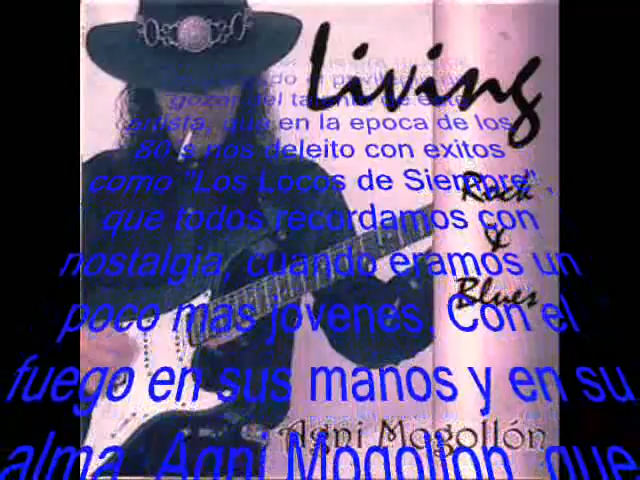 Living
Rock
&
Blues
Agni Mogollón
gozar del talento de este
artista, que en la epoca de los
80's nos deleito con exitos
como "Los Locos de Siempre",
que todos recordamos con
nostalgia, cuando eramos un
poco mas jovenes. Con el
fuego en sus manos y en su
alma, Agni Mogollon, que